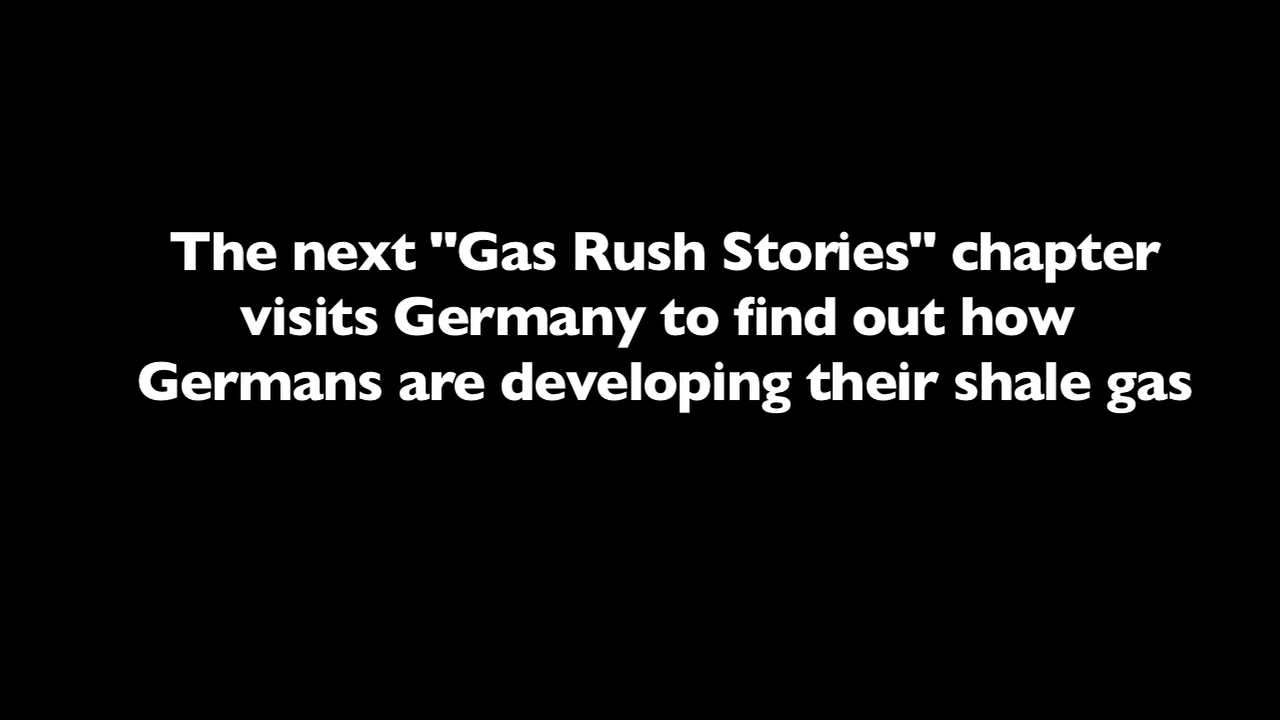 The next "Gas Rush Stories" chapter
visits Germany to find out how
Germans are developing their shale gas